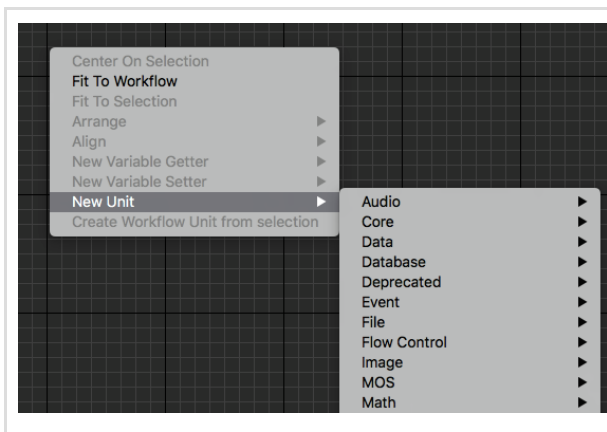 Center On Selection
Fit To Workflow
Fit To Selection
Arrange
Align
New Variable Getter
New Variable Setter
New Unit
Create Workflow Unit from selection
Audio
Core
Data
Database
Deprecated
Event
File
Flow Control
Image
MOS
Math